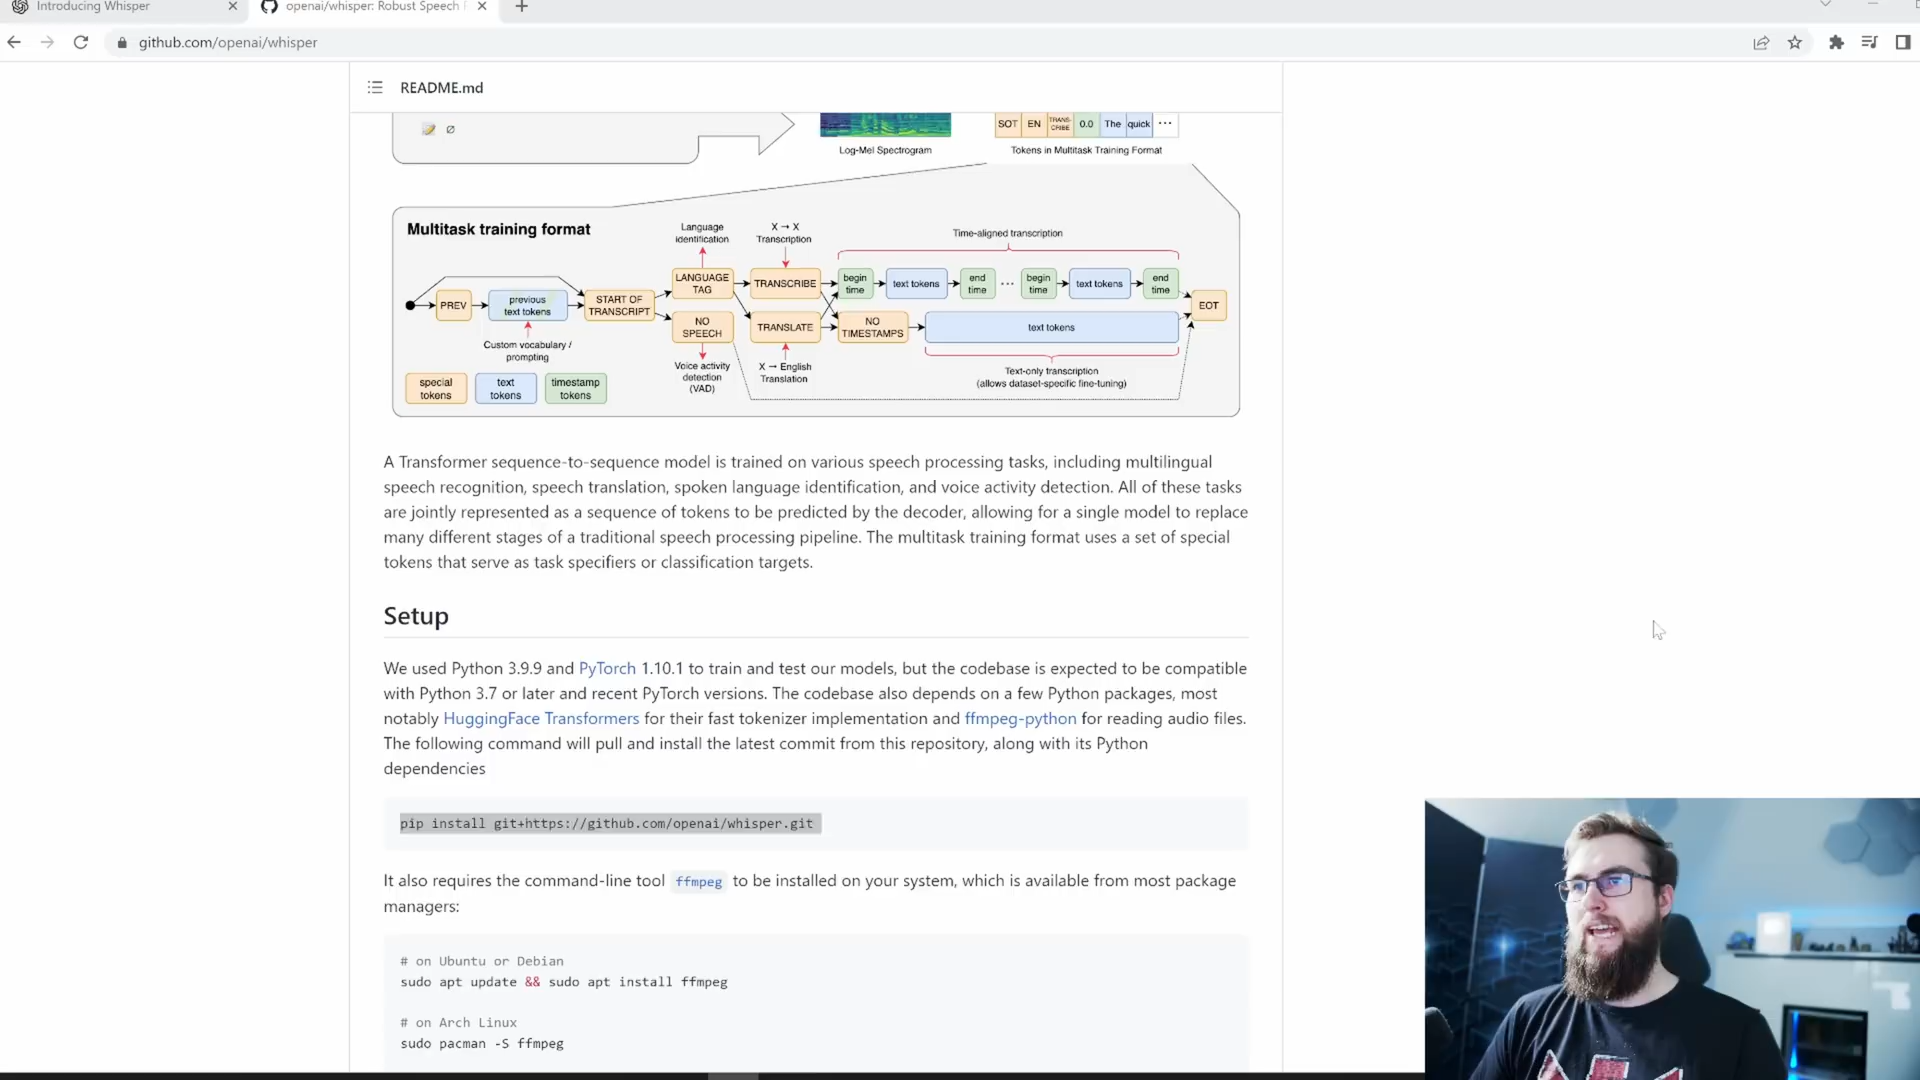 Introducing Whisper
openai/whisper: Robust Speech
github.com/openai/whisper
README.md
SOT EN TRANS-CRIBE 0.0 The quick ...
Log-Mel Spectrogram
Tokens in Multitask Training Format
Multitask training format
Language identification
X → X Transcription
Time-aligned transcription
PREV
previous text tokens
START OF TRANSCRIPT
LANGUAGE TAG
TRANSCRIBE
begin time
text tokens
end time
...
begin time
text tokens
end time
EOT
NO SPEECH
TRANSLATE
NO TIMESTAMPS
text tokens
Custom vocabulary / prompting
Voice activity detection (VAD)
X → English Translation
Text-only transcription
(allows dataset-specific fine-tuning)
special tokens
text tokens
timestamp tokens
A Transformer sequence-to-sequence model is trained on various speech processing tasks, including multilingual
speech recognition, speech translation, spoken language identification, and voice activity detection. All of these tasks
are jointly represented as a sequence of tokens to be predicted by the decoder, allowing for a single model to replace
many different stages of a traditional speech processing pipeline. The multitask training format uses a set of special
tokens that serve as task specifiers or classification targets.
Setup
We used Python 3.9.9 and PyTorch 1.10.1 to train and test our models, but the codebase is expected to be compatible
with Python 3.7 or later and recent PyTorch versions. The codebase also depends on a few Python packages, most
notably HuggingFace Transformers for their fast tokenizer implementation and ffmpeg-python for reading audio files.
The following command will pull and install the latest commit from this repository, along with its Python
dependencies
pip install git+https://github.com/openai/whisper.git
It also requires the command-line tool ffmpeg to be installed on your system, which is available from most package
managers:
# on Ubuntu or Debian
sudo apt update && sudo apt install ffmpeg
# on Arch Linux
sudo pacman -S ffmpeg